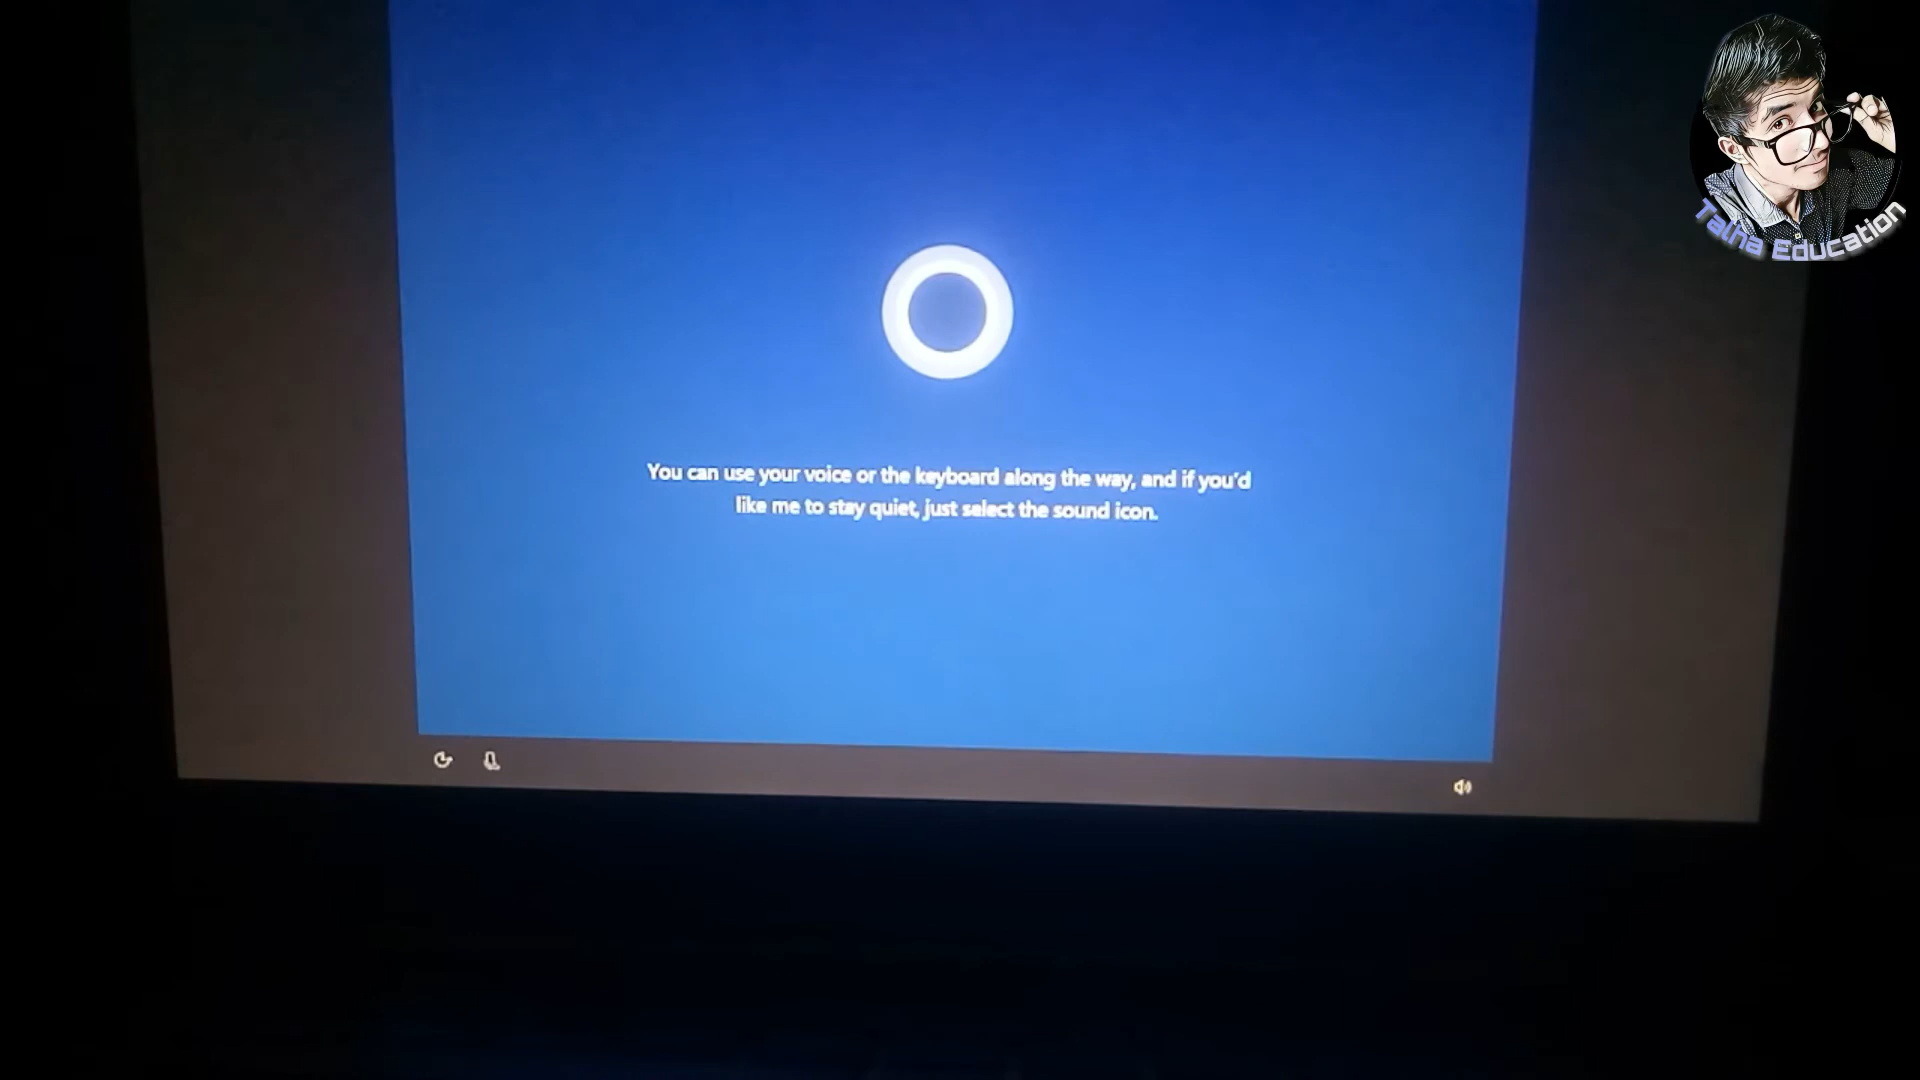 Talha Education
You can use your voice or the keyboard along the way, and if you'd
like me to stay quiet, just select the sound icon.